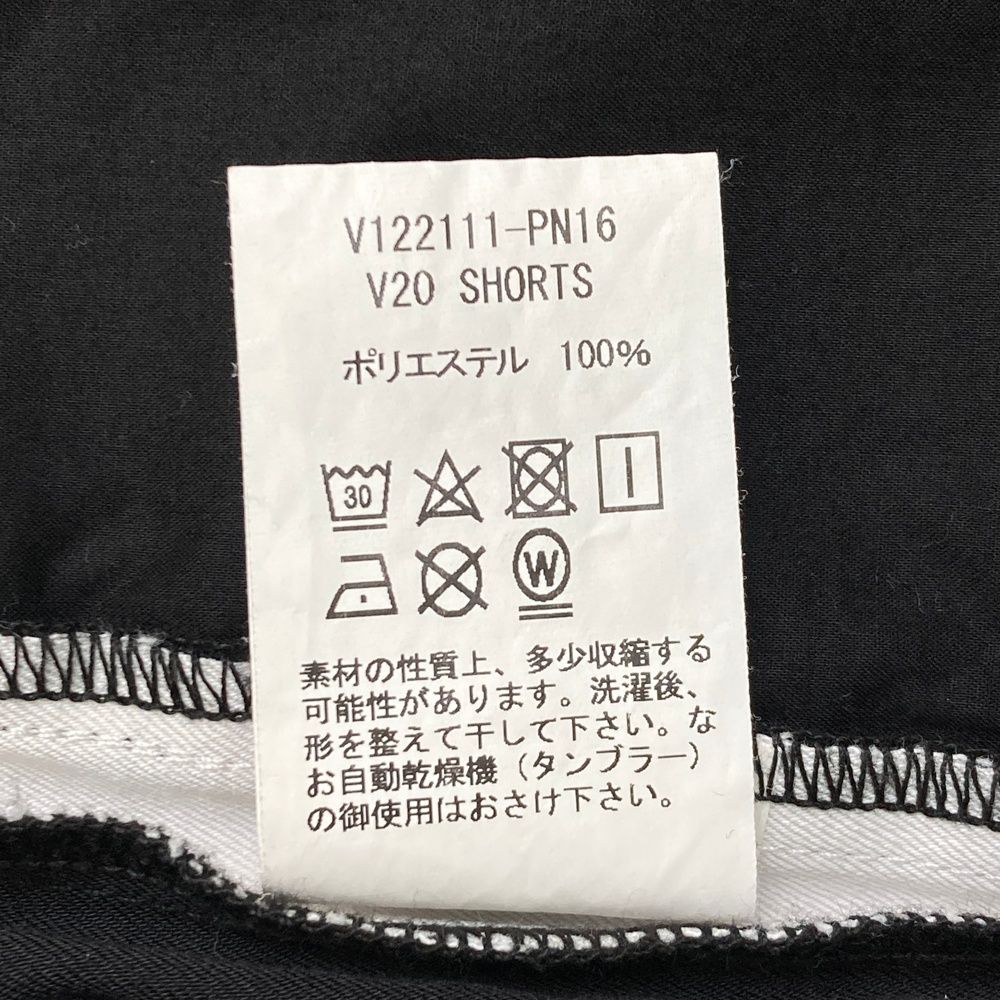 V122111-PN16
V20 SHORTS
ポリエステル 100%
30
W
素材の性質上、多少収縮する
可能性があります。洗濯後、
形を整えて干して下さい。な
お自動乾燥機（タンブラー）
の御使用はおさけ下さい。